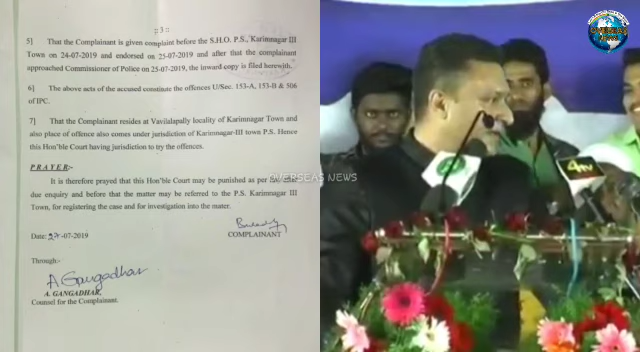 :: 3 ::
5] That the Complainant is given complaint before the S.H.O. P.S., Karimnagar III
Town on 24-07-2019 and endorsed on 25-07-2019 and after that the complainant
approached Commissioner of Police on 25-07-2019, the inward copy is filed herewith.
6] The above acts of the accused constitute the offences U/Sec. 153-A, 153-B & 506
of IPC.
7] That the Complainant resides at Vavilalapally locality of Karimnagar Town and
also place of offence also comes under jurisdiction of Karimnagar-III town P.S. Hence
this Hon'ble Court having jurisdiction to try the offences.
PRAYER:-
It is therefore prayed that this Hon'ble Court may be punished as per law after
due enquiry and before that the matter may be referred to the P.S. Karimnagar III
Town, for registering the case and for investigation into the mater.
Date: 27-07-2019
COMPLAINANT
Through:-
A Gangadhar
A. GANGADHAR,
Counsel for the Complainant.
OVERSEAS NEWS
OVERSEAS
NEWS
4tv